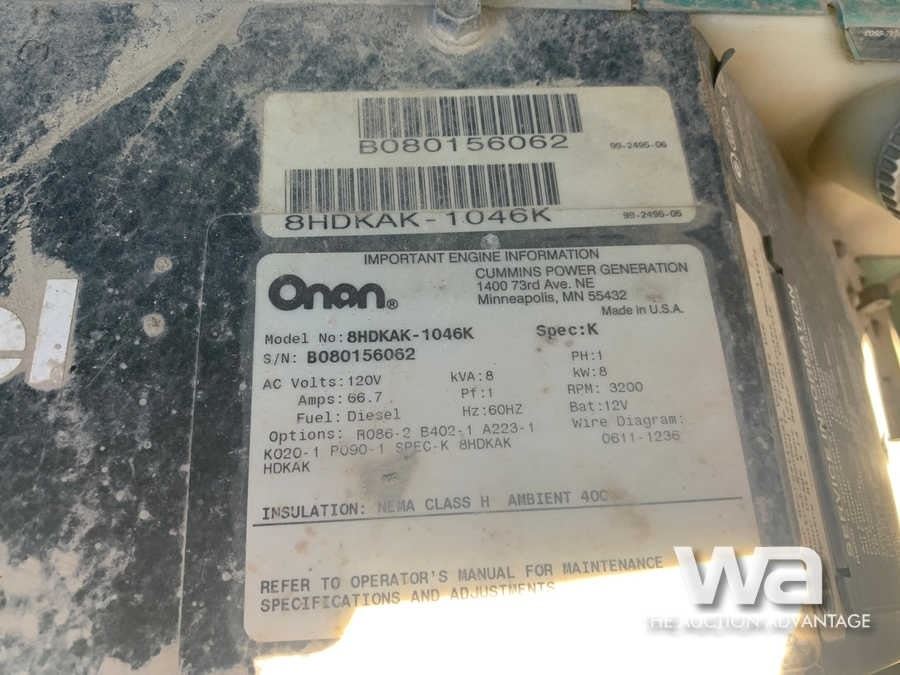 B080156062
99-2495-06
8HDKAK-1046K
99-2495-05
IMPORTANT ENGINE INFORMATION
Onan®
CUMMINS POWER GENERATION
1400 73rd Ave. NE
Minneapolis, MN 55432
Made in U.S.A.
Model No: 8HDKAK-1046K Spec:K
S/N: B080156062
AC Volts: 120V kVA: 8 PH: 1
Amps: 66.7 Pf: 1 kW: 8
Fuel: Diesel Hz: 60HZ RPM: 3200
Bat: 12V
Options: R086-2 B402-1 A223-1 Wire Diagram:
K020-1 P090-1 SPEC-K 8HDKAK 0611-1236
HDKAK
INSULATION: NEMA CLASS H AMBIENT 40C
REFER TO OPERATOR'S MANUAL FOR MAINTENANCE
SPECIFICATIONS AND ADJUSTMENTS
el
wa
THE AUCTION ADVANTAGE